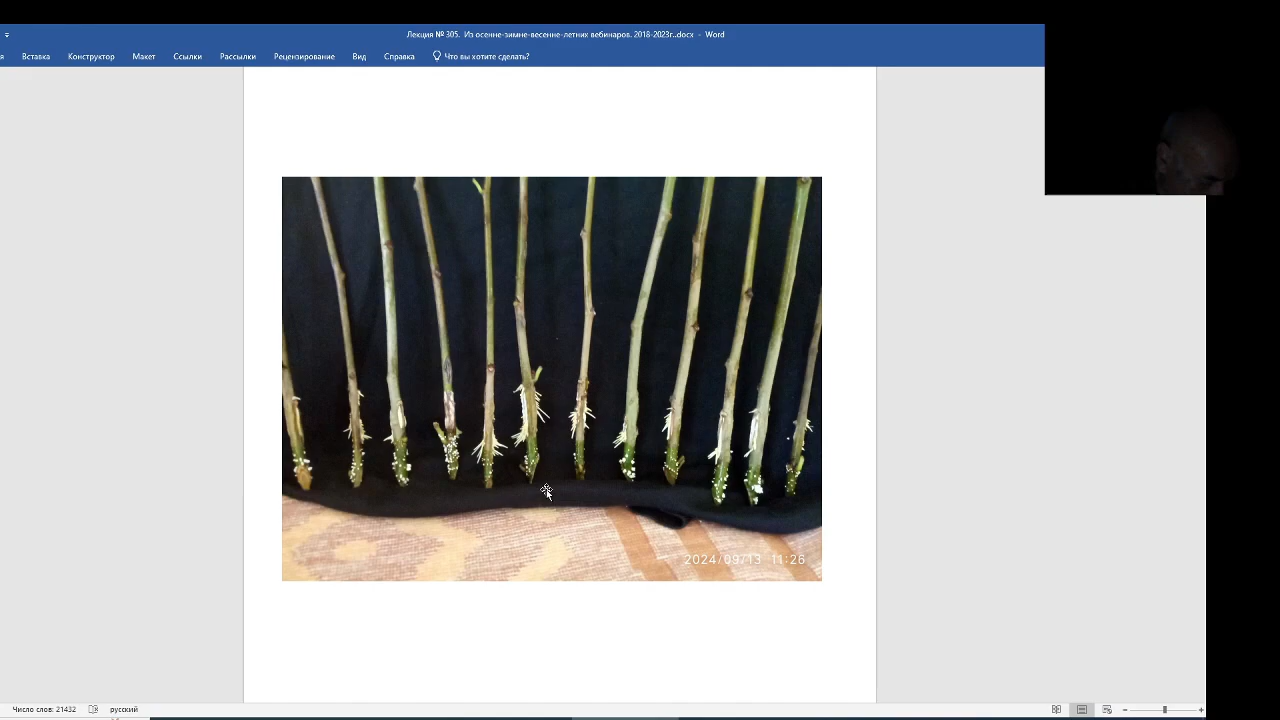 Лекция № 305. Из осенне-зимне-весенне-летних вебинаров. 2018-2023г..docx - Word
я Вставка Конструктор Макет Ссылки Рассылки Рецензирование Вид Справка Что вы хотите сделать?
2024/09/13 11:26
Число слов: 21432 русский